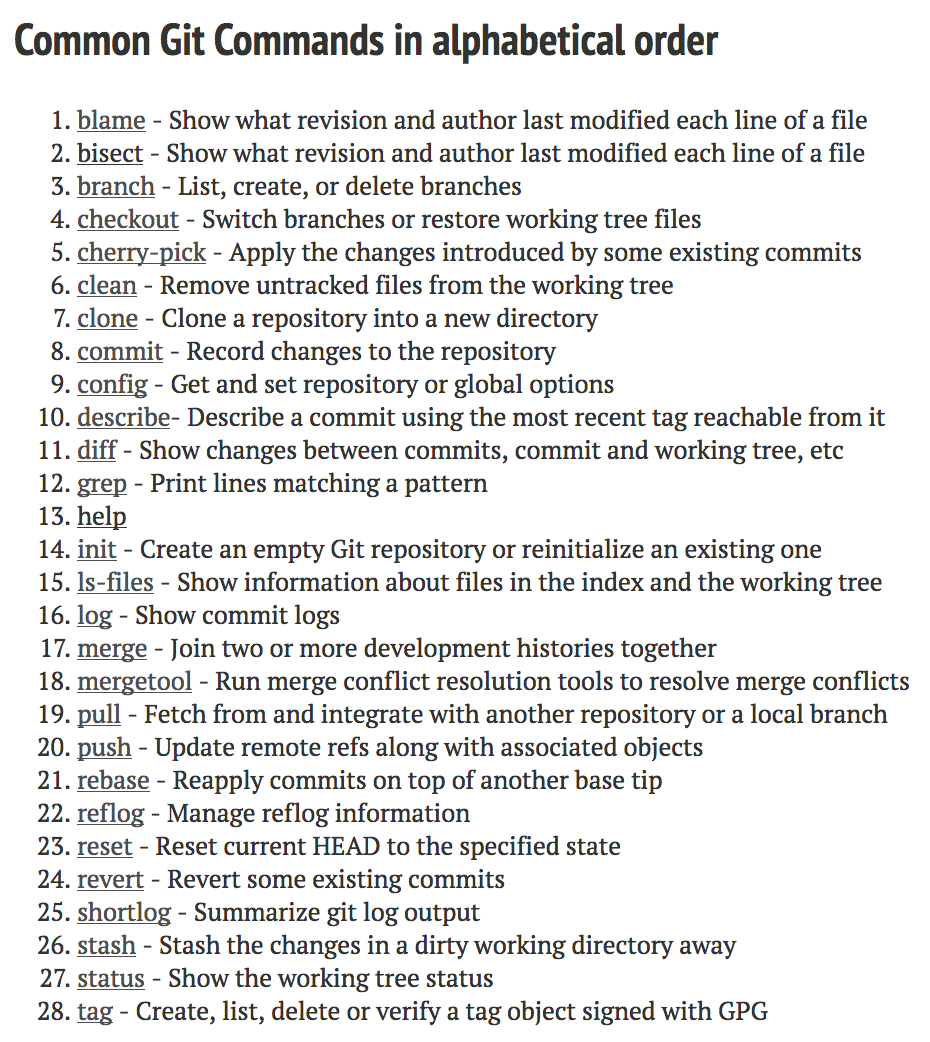 Common Git Commands in alphabetical order
1. blame - Show what revision and author last modified each line of a file
2. bisect - Show what revision and author last modified each line of a file
3. branch - List, create, or delete branches
4. checkout - Switch branches or restore working tree files
5. cherry-pick - Apply the changes introduced by some existing commits
6. clean - Remove untracked files from the working tree
7. clone - Clone a repository into a new directory
8. commit - Record changes to the repository
9. config - Get and set repository or global options
10. describe- Describe a commit using the most recent tag reachable from it
11. diff - Show changes between commits, commit and working tree, etc
12. grep - Print lines matching a pattern
13. help
14. init - Create an empty Git repository or reinitialize an existing one
15. ls-files - Show information about files in the index and the working tree
16. log - Show commit logs
17. merge - Join two or more development histories together
18. mergetool - Run merge conflict resolution tools to resolve merge conflicts
19. pull - Fetch from and integrate with another repository or a local branch
20. push - Update remote refs along with associated objects
21. rebase - Reapply commits on top of another base tip
22. reflog - Manage reflog information
23. reset - Reset current HEAD to the specified state
24. revert - Revert some existing commits
25. shortlog - Summarize git log output
26. stash - Stash the changes in a dirty working directory away
27. status - Show the working tree status
28. tag - Create, list, delete or verify a tag object signed with GPG